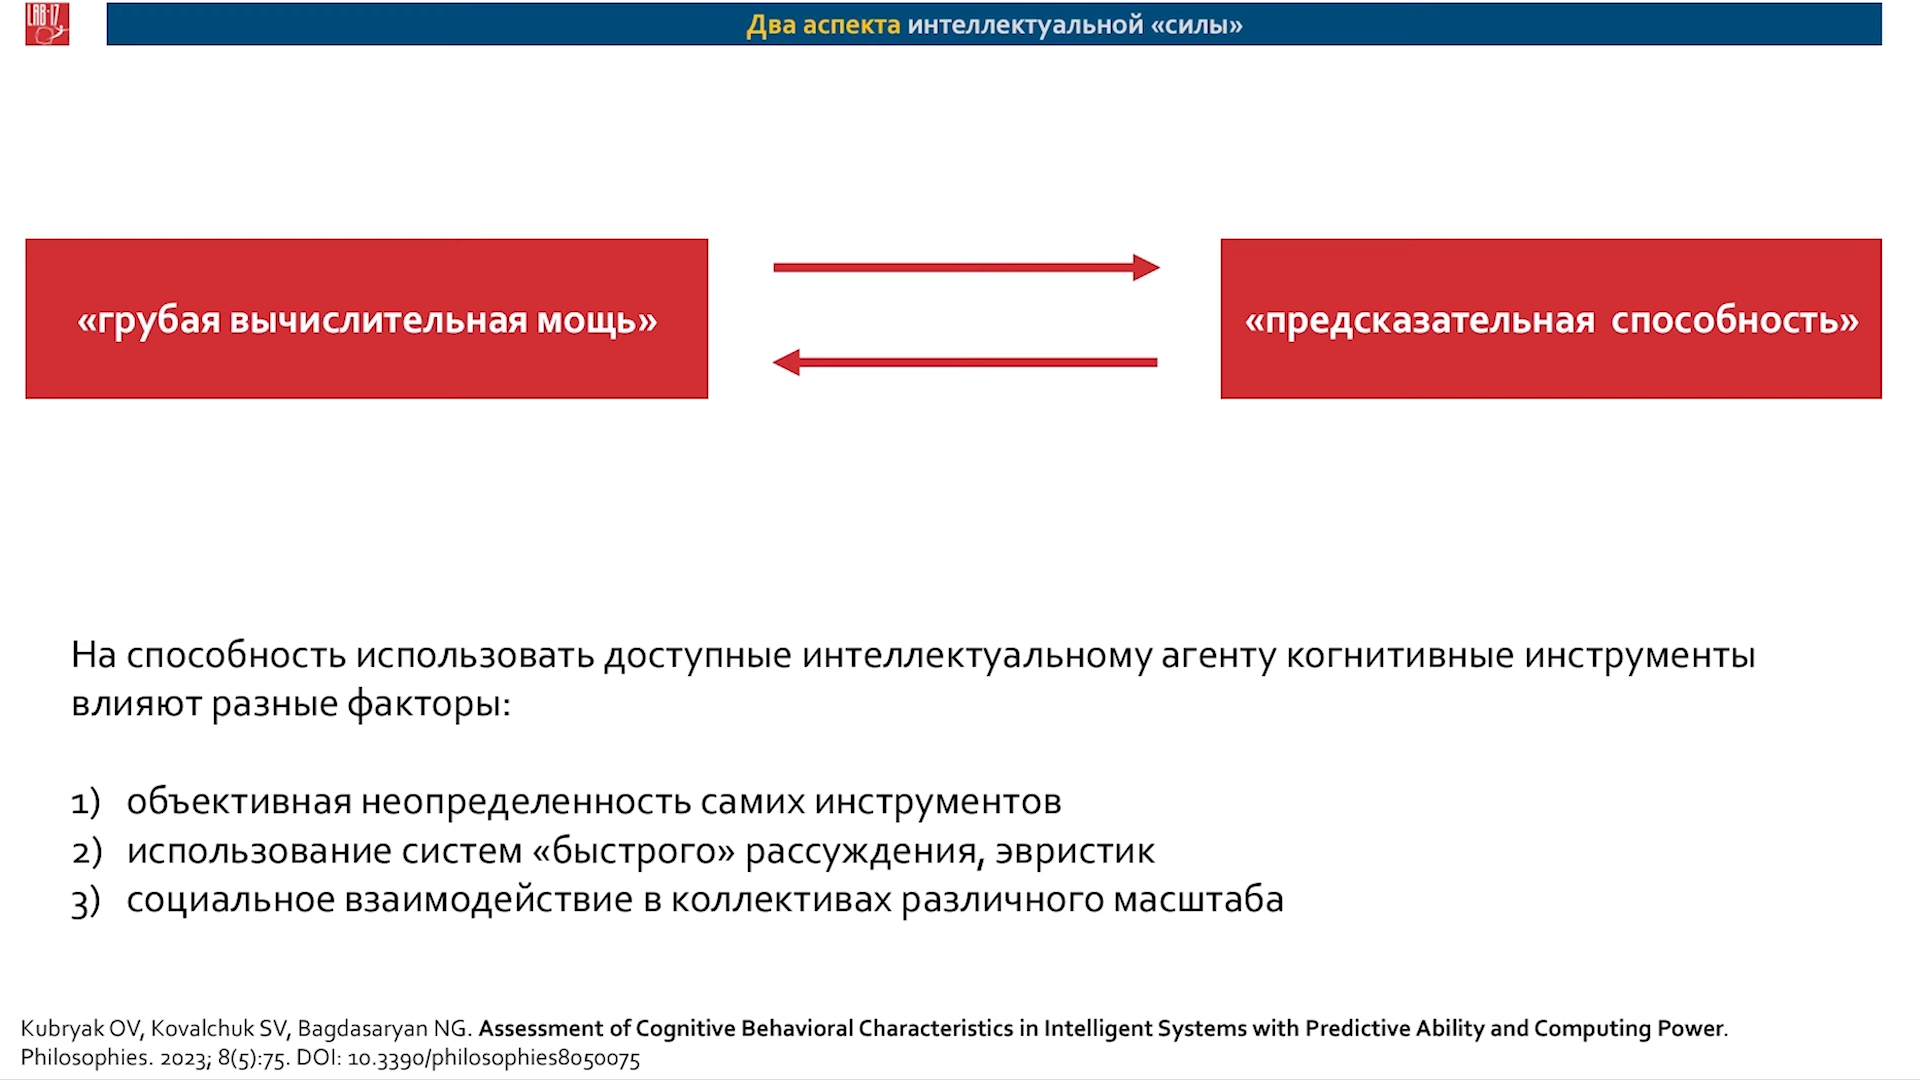 LAB-17
Два аспекта интеллектуальной «силы»
«грубая вычислительная мощь»
«предсказательная способность»
На способность использовать доступные интеллектуальному агенту когнитивные инструменты
влияют разные факторы:
1) объективная неопределенность самих инструментов
2) использование систем «быстрого» рассуждения, эвристик
3) социальное взаимодействие в коллективах различного масштаба
Kubryak OV, Kovalchuk SV, Bagdasaryan NG. Assessment of Cognitive Behavioral Characteristics in Intelligent Systems with Predictive Ability and Computing Power.
Philosophies. 2023; 8(5):75. DOI: 10.3390/philosophies8050075